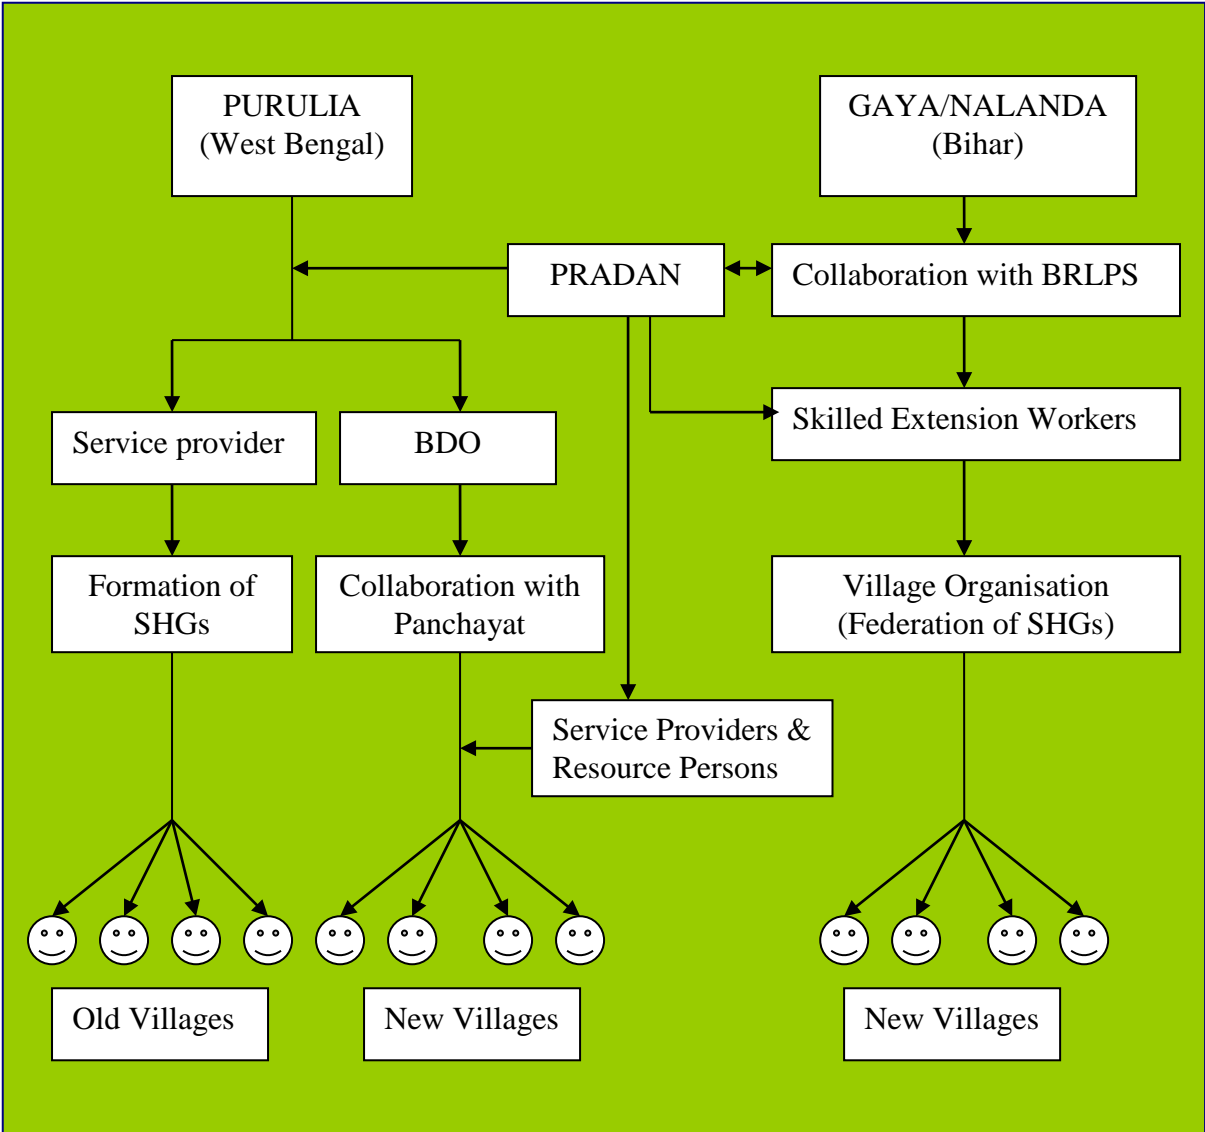 PURULIA
(West Bengal)
GAYA/NALANDA
(Bihar)
PRADAN
Collaboration with BRLPS
Service provider
BDO
Skilled Extension Workers
Formation of
SHGs
Collaboration with
Panchayat
Village Organisation
(Federation of SHGs)
Service Providers &
Resource Persons
Old Villages
New Villages
New Villages